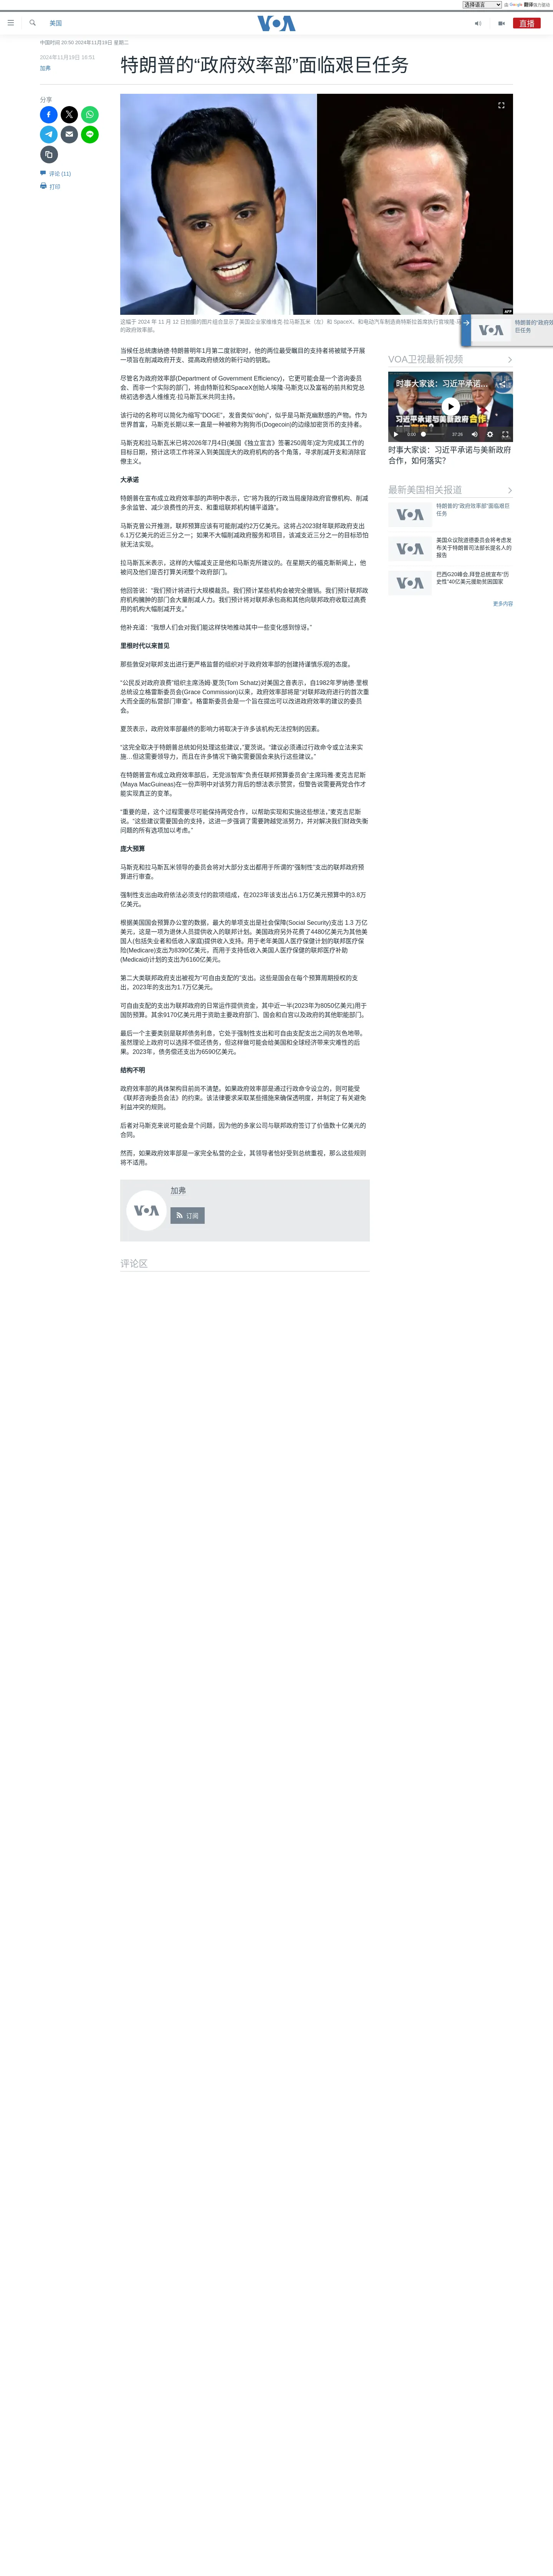 选择语言
由 Google 翻译强力驱动
美国
VOA
直播
中国时间 20:50 2024年11月19日 星期二
2024年11月19日 16:51
加弗
特朗普的“政府效率部”面临艰巨任务
分享
评论 (11)
打印
AFP
这幅于 2024 年 11 月 12 日拍摄的图片组合显示了美国企业家维维克·拉马斯瓦米（左）和 SpaceX、和电动汽车制造商特斯拉首席执行官埃隆·马
的政府效率部。
特朗普的“政府效
巨任务
当候任总统唐纳德·特朗普明年1月第二度就职时，他的两位最受瞩目的支持者将被赋予开展
一项旨在削减政府开支、提高政府绩效的新行动的钥匙。
尽管名为政府效率部(Department of Government Efficiency)，它更可能会是一个咨询委员
会、而非一个实际的部门，将由特斯拉和SpaceX创始人埃隆·马斯克以及富裕的前共和党总
统初选参选人维维克·拉马斯瓦米共同主持。
该行动的名称可以简化为缩写“DOGE”，发音类似“dohj”，似乎是马斯克幽默感的产物。作为
世界首富，马斯克长期以来一直是一种被称为狗狗币(Dogecoin)的边缘加密货币的支持者。
马斯克和拉马斯瓦米已将2026年7月4日(美国《独立宣言》签署250周年)定为完成其工作的
目标日期，预计这项工作将深入到美国庞大的行政机构的各个角落，寻求削减开支和消除官
僚主义。
大承诺
特朗普在宣布成立政府效率部的声明中表示，它“将为我的行政当局废除政府官僚机构、削减
多余监管、减少浪费性的开支、和重组联邦机构铺平道路”。
马斯克曾公开推测，联邦预算应该有可能削减约2万亿美元。这将占2023财年联邦政府支出
6.1万亿美元的近三分之一；如果不大幅削减政府服务和项目，该减支近三分之一的目标恐怕
就无法实现。
拉马斯瓦米表示，这样的大幅减支正是他和马斯克所建议的。在星期天的福克斯新闻上，他
被问及他们是否打算关闭整个政府部门。
他回答说：“我们预计将进行大规模裁员。我们预计某些机构会被完全撤销。我们预计联邦政
府机构臃肿的部门会大量削减人力。我们预计将对联邦承包商和其他向联邦政府收取过高费
用的机构大幅削减开支。”
他补充道：“我想人们会对我们能这样快地推动其中一些变化感到惊讶。”
里根时代以来首见
那些敦促对联邦支出进行更严格监督的组织对于政府效率部的创建持谨慎乐观的态度。
“公民反对政府浪费”组织主席汤姆·夏茨(Tom Schatz)对美国之音表示，自1982年罗纳德·里根
总统设立格雷斯委员会(Grace Commission)以来，政府效率部将是“对联邦政府进行的首次重
大而全面的私营部门审查”。格雷斯委员会是一个旨在提出可以改进政府效率的建议的委员
会。
夏茨表示，政府效率部最终的影响力将取决于许多该机构无法控制的因素。
“这完全取决于特朗普总统如何处理这些建议，”夏茨说。“建议必须通过行政命令或立法来实
施…但这需要领导力，而且在许多情况下确实需要国会来执行这些建议。”
在特朗普宣布成立政府效率部后，无党派智库“负责任联邦预算委员会”主席玛雅·麦克吉尼斯
(Maya MacGuineas)在一份声明中对该努力背后的想法表示赞赏，但警告说需要两党合作才
能实现真正的变革。
“重要的是，这个过程需要尽可能保持两党合作，以帮助实现和实施这些想法，”麦克吉尼斯
说。“这些建议需要国会的支持，这进一步强调了需要跨越党派努力，并对解决我们财政失衡
问题的所有选项加以考虑。”
庞大预算
马斯克和拉马斯瓦米领导的委员会将对大部分支出都用于所谓的“强制性”支出的联邦政府预
算进行审查。
强制性支出由政府依法必须支付的款项组成，在2023年该支出占6.1万亿美元预算中的3.8万
亿美元。
根据美国国会预算办公室的数据，最大的单项支出是社会保障(Social Security)支出 1.3 万亿
美元，这是一项为退休人员提供收入的联邦计划。美国政府另外花费了4480亿美元为其他美
国人(包括失业者和低收入家庭)提供收入支持。用于老年美国人医疗保健计划的联邦医疗保
险(Medicare)支出为8390亿美元，而用于支持低收入美国人医疗保健的联邦医疗补助
(Medicaid)计划的支出为6160亿美元。
第二大类联邦政府支出被视为“可自由支配的”支出。这些是国会在每个预算周期授权的支
出，2023年的支出为1.7万亿美元。
可自由支配的支出为联邦政府的日常运作提供资金，其中近一半(2023年为8050亿美元)用于
国防预算。其余9170亿美元用于资助主要政府部门、国会和白宫以及政府的其他职能部门。
最后一个主要类别是联邦债务利息，它处于强制性支出和可自由支配支出之间的灰色地带。
虽然理论上政府可以选择不偿还债务，但这样做可能会给美国和全球经济带来灾难性的后
果。2023年，债务偿还支出为6590亿美元。
结构不明
政府效率部的具体架构目前尚不清楚。如果政府效率部是通过行政命令设立的，则可能受
《联邦咨询委员会法》的约束。该法律要求采取某些措施来确保透明度，并制定了有关避免
利益冲突的规则。
后者对马斯克来说可能会是个问题，因为他的多家公司与联邦政府签订了价值数十亿美元的
合同。
然而，如果政府效率部是一家完全私营的企业，其领导者恰好受到总统重视，那么这些规则
将不适用。
VOA
加弗
订阅
评论区
VOA卫视最新视频
时事大家谈：习近平承诺...
习近平承诺与美新政府合作
0:00
37:26
时事大家谈：习近平承诺与美新政府
合作，如何落实？
最新美国相关报道
VOA
特朗普的“政府效率部”面临艰巨
任务
VOA
美国众议院道德委员会将考虑发
布关于特朗普司法部长提名人的
报告
VOA
巴西G20峰会,拜登总统宣布“历
史性”40亿美元援助贫困国家
更多内容